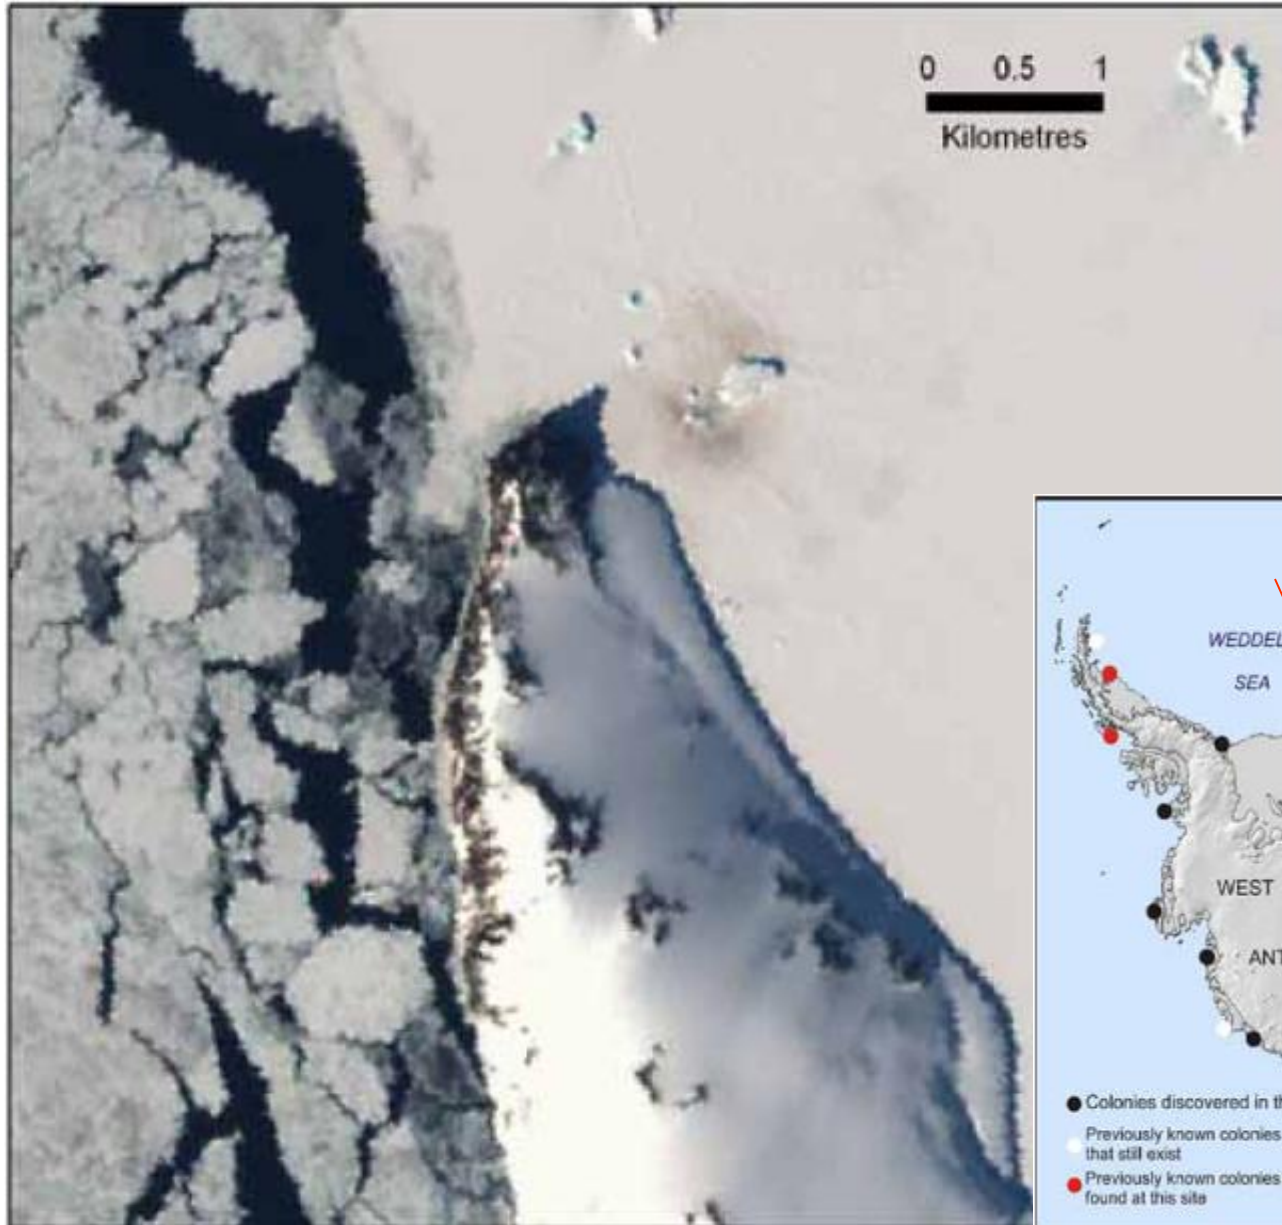 0 0.5 1
Kilometres
WEDDEL
SEA
WEST
ANT
Colonies discovered in th
Previously known colonies
that still exist
Previously known colonies
found at this site